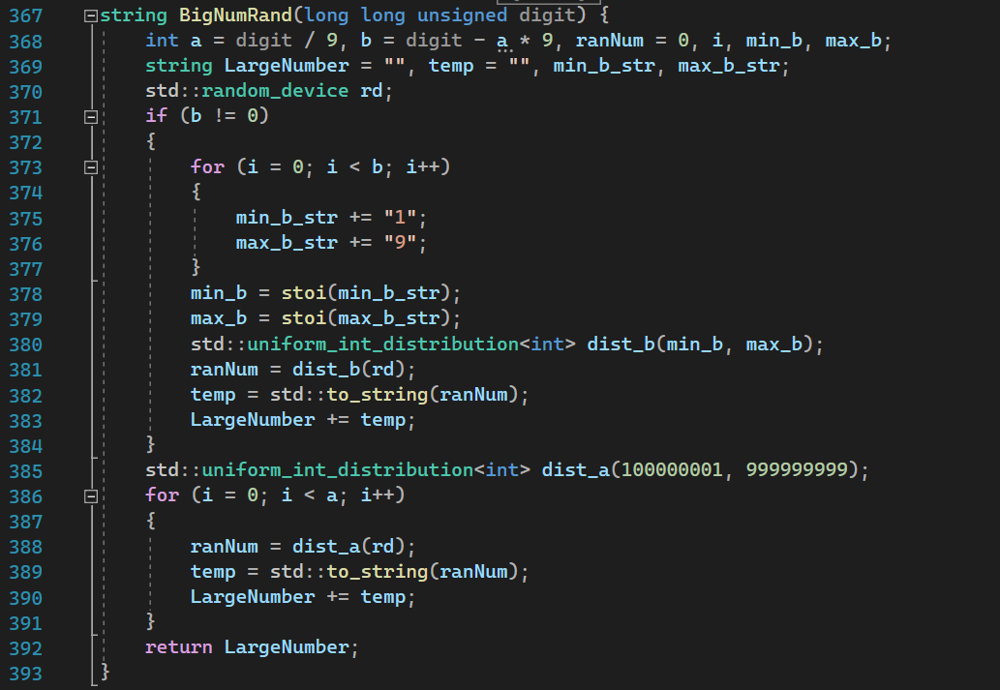 367 string BigNumRand(long long unsigned digit) {
368 int a = digit / 9, b = digit - a * 9, ranNum = 0, i, min_b, max_b;
369 string LargeNumber = "", temp = "", min_b_str, max_b_str;
370 std::random_device rd;
371 if (b != 0)
372 {
373 for (i = 0; i < b; i++)
374 {
375 min_b_str += "1";
376 max_b_str += "9";
377 }
378 min_b = stoi(min_b_str);
379 max_b = stoi(max_b_str);
380 std::uniform_int_distribution<int> dist_b(min_b, max_b);
381 ranNum = dist_b(rd);
382 temp = std::to_string(ranNum);
383 LargeNumber += temp;
384 }
385 std::uniform_int_distribution<int> dist_a(100000001, 999999999);
386 for (i = 0; i < a; i++)
387 {
388 ranNum = dist_a(rd);
389 temp = std::to_string(ranNum);
390 LargeNumber += temp;
391 }
392 return LargeNumber;
393 }